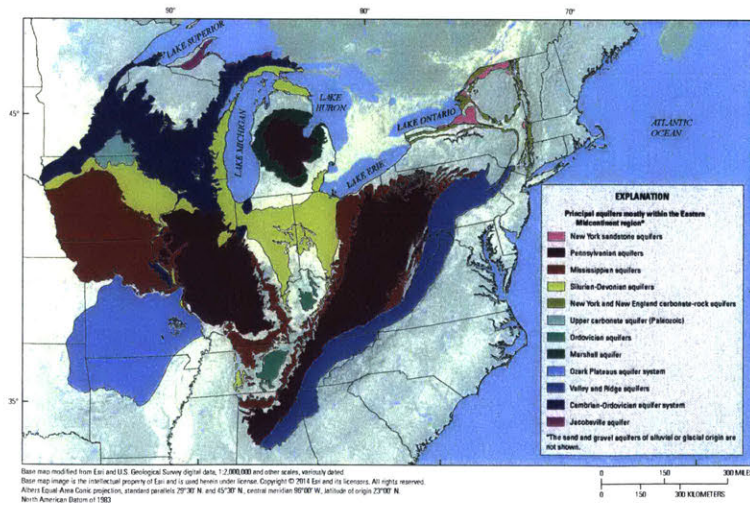 90°
80°
70°
LAKE SUPERIOR
45°
LAKE HURON
LAKE MICHIGAN
LAKE ONTARIO
LAKE ERIE
ATLANTIC
OCEAN
EXPLANATION
Principal aquifers mostly within the Eastern
Midcontinent region*
New York sandstone aquifers
Pennsylvanian aquifers
Mississippian aquifers
Silurian-Devonian aquifers
New York and New England carbonate-rock aquifers
Upper carbonate aquifer (Paleozoic)
Ordovician aquifers
Marshall aquifer
Ozark Plateaus aquifer system
Valley and Ridge aquifers
Cambrian-Ordovician aquifer system
Jacobsville aquifer
*The sand and gravel aquifers of alluvial or glacial origin are
not shown.
35°
Base map modified from Esri and U.S. Geological Survey digital data, 1:2,000,000 and other scales, variously dated.
Base map image is the intellectual property of Esri and is used herein under license. Copyright © 2014 Esri and its licensors. All rights reserved.
Albers Equal-Area Conic projection, standard parallels 29°30' N. and 45°30' N., central meridian 96°00' W., latitude of origin 23°00' N.
North American Datum of 1983
0 150 300 MILES
0 150 300 KILOMETERS